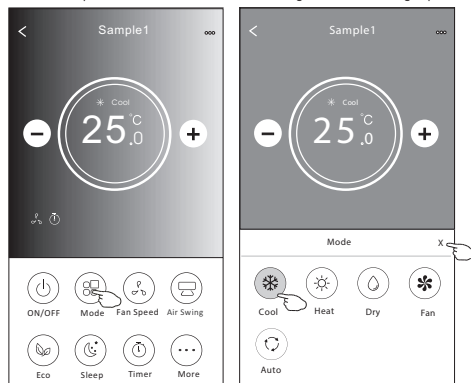 Sample1
Cool
25.0°C
ON/OFF Mode Fan Speed Air Swing
Eco Sleep Timer More
Sample1
Cool
25.0°C
Mode X
Cool Heat Dry Fan
Auto